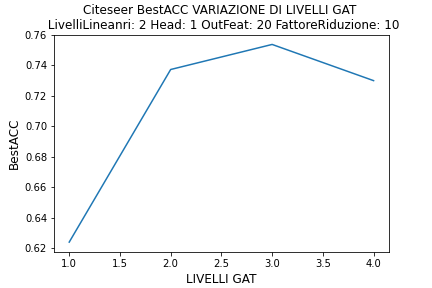 Citeseer BestACC VARIAZIONE DI LIVELLI GAT
LivelliLineanri: 2 Head: 1 OutFeat: 20 FattoreRiduzione: 10
0.76
0.74
0.72
0.70
0.68
0.66
0.64
0.62
BestACC
1.0 1.5 2.0 2.5 3.0 3.5 4.0
LIVELLI GAT